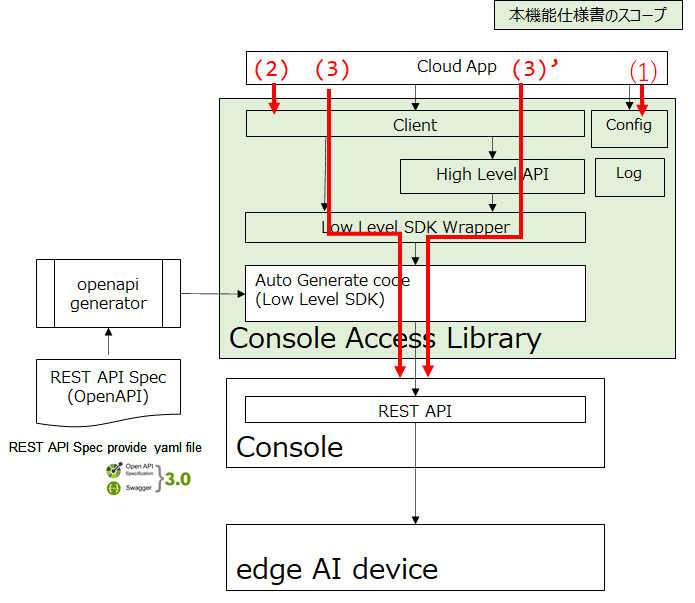 本機能仕様書のスコープ
(2) (3) Cloud App (3)’ (1)
Client
Config
High Level API
Log
Low Level SDK Wrapper
openapi
generator
Auto Generate code
(Low Level SDK)
Console Access Library
REST API Spec
(OpenAPI)
REST API Spec provide yaml file
Open API
Specification
Swagger
3.0
REST API
Console
edge AI device